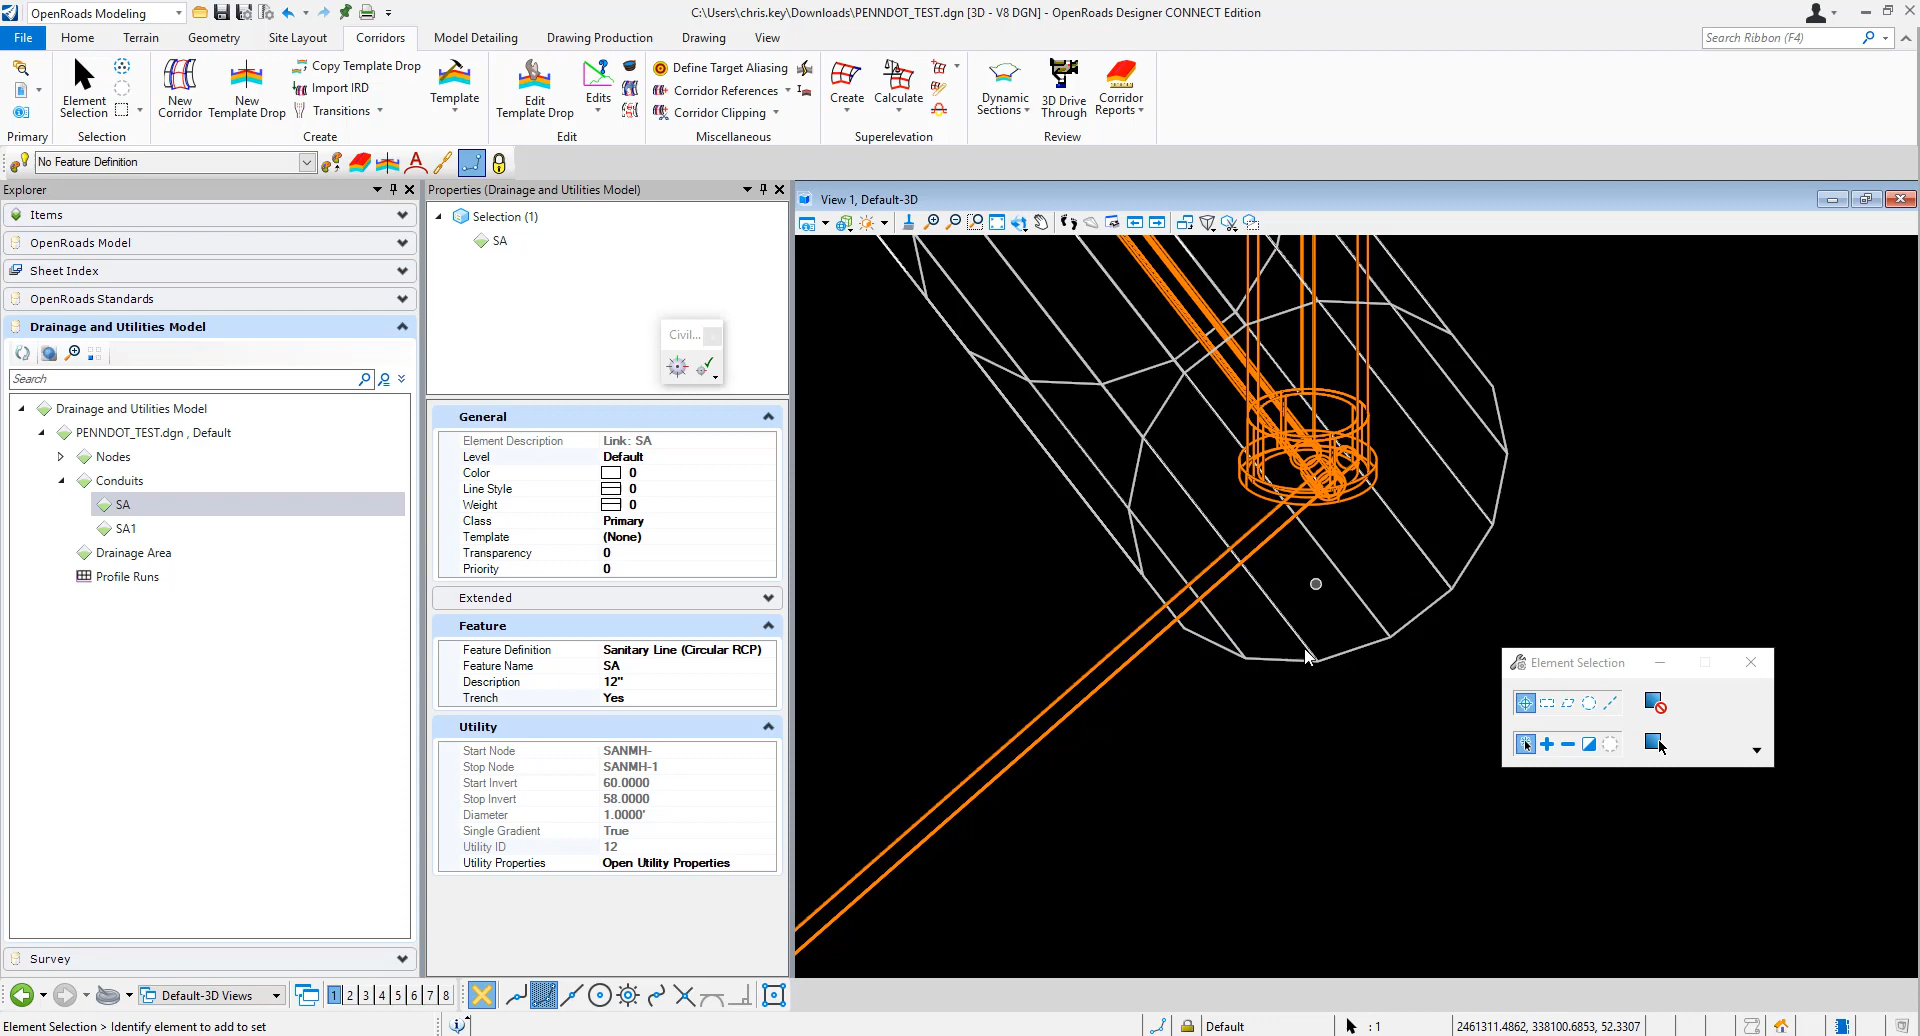 OpenRoads Modeling
C:\Users\chris.key\Downloads\PENNDOT_TEST.dgn [3D - V8 DGN] - OpenRoads Designer CONNECT Edition
File Home Terrain Geometry Site Layout Corridors Model Detailing Drawing Production Drawing View
Search Ribbon (F4)
Element Selection
New Corridor
New Template Drop
Copy Template Drop
Import IRD
Transitions
Template
Edit Template Drop
Edits
Define Target Aliasing
Corridor References
Corridor Clipping
Create
Calculate
Dynamic Sections
3D Drive Through
Corridor Reports
Primary Selection Create Edit Miscellaneous Superelevation Review
No Feature Definition
Explorer
Items
OpenRoads Model
Sheet Index
OpenRoads Standards
Drainage and Utilities Model
Search
Drainage and Utilities Model
PENNDOT_TEST.dgn , Default
Nodes
Conduits
SA
SA1
Drainage Area
Profile Runs
Survey
Properties (Drainage and Utilities Model)
Selection (1)
SA
Civil...
General
Element Description Link: SA
Level Default
Color 0
Line Style 0
Weight 0
Class Primary
Template (None)
Transparency 0
Priority 0
Extended
Feature
Feature Definition Sanitary Line (Circular RCP)
Feature Name SA
Description 12"
Trench Yes
Utility
Start Node SANMH-
Stop Node SANMH-1
Start Invert 60.0000
Stop Invert 58.0000
Diameter 1.0000'
Single Gradient True
Utility ID 12
Utility Properties Open Utility Properties
View 1, Default-3D
Element Selection
Default-3D Views
1 2 3 4 5 6 7 8
Element Selection > Identify element to add to set
Default
: 1
2461311.4862, 338100.6853, 52.3307